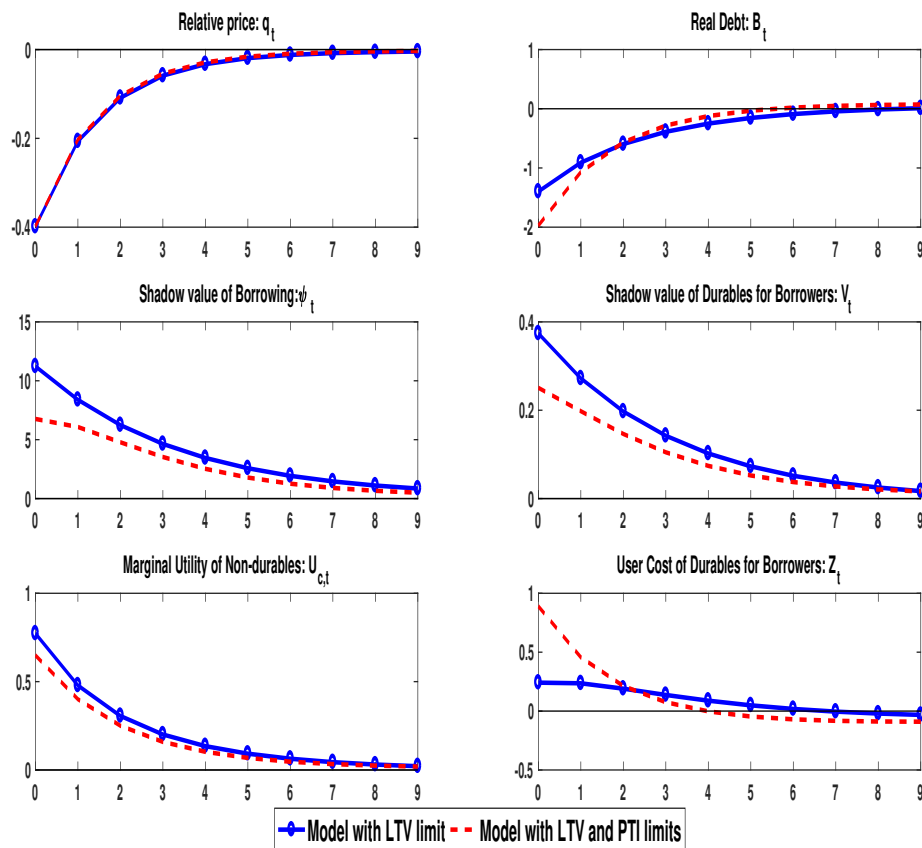 Relative price: q_t
0
-0.2
-0.4
0 1 2 3 4 5 6 7 8 9
Real Debt: B_t
1
0
-1
-2
0 1 2 3 4 5 6 7 8 9
Shadow value of Borrowing:ψ_t
15
10
5
0
0 1 2 3 4 5 6 7 8 9
Shadow value of Durables for Borrowers: V_t
0.4
0.2
0
0 1 2 3 4 5 6 7 8 9
Marginal Utility of Non-durables: U_c,t
1
0.5
0
0 1 2 3 4 5 6 7 8 9
User Cost of Durables for Borrowers: Z_t
1
0.5
0
-0.5
0 1 2 3 4 5 6 7 8 9
Model with LTV limit Model with LTV and PTI limits